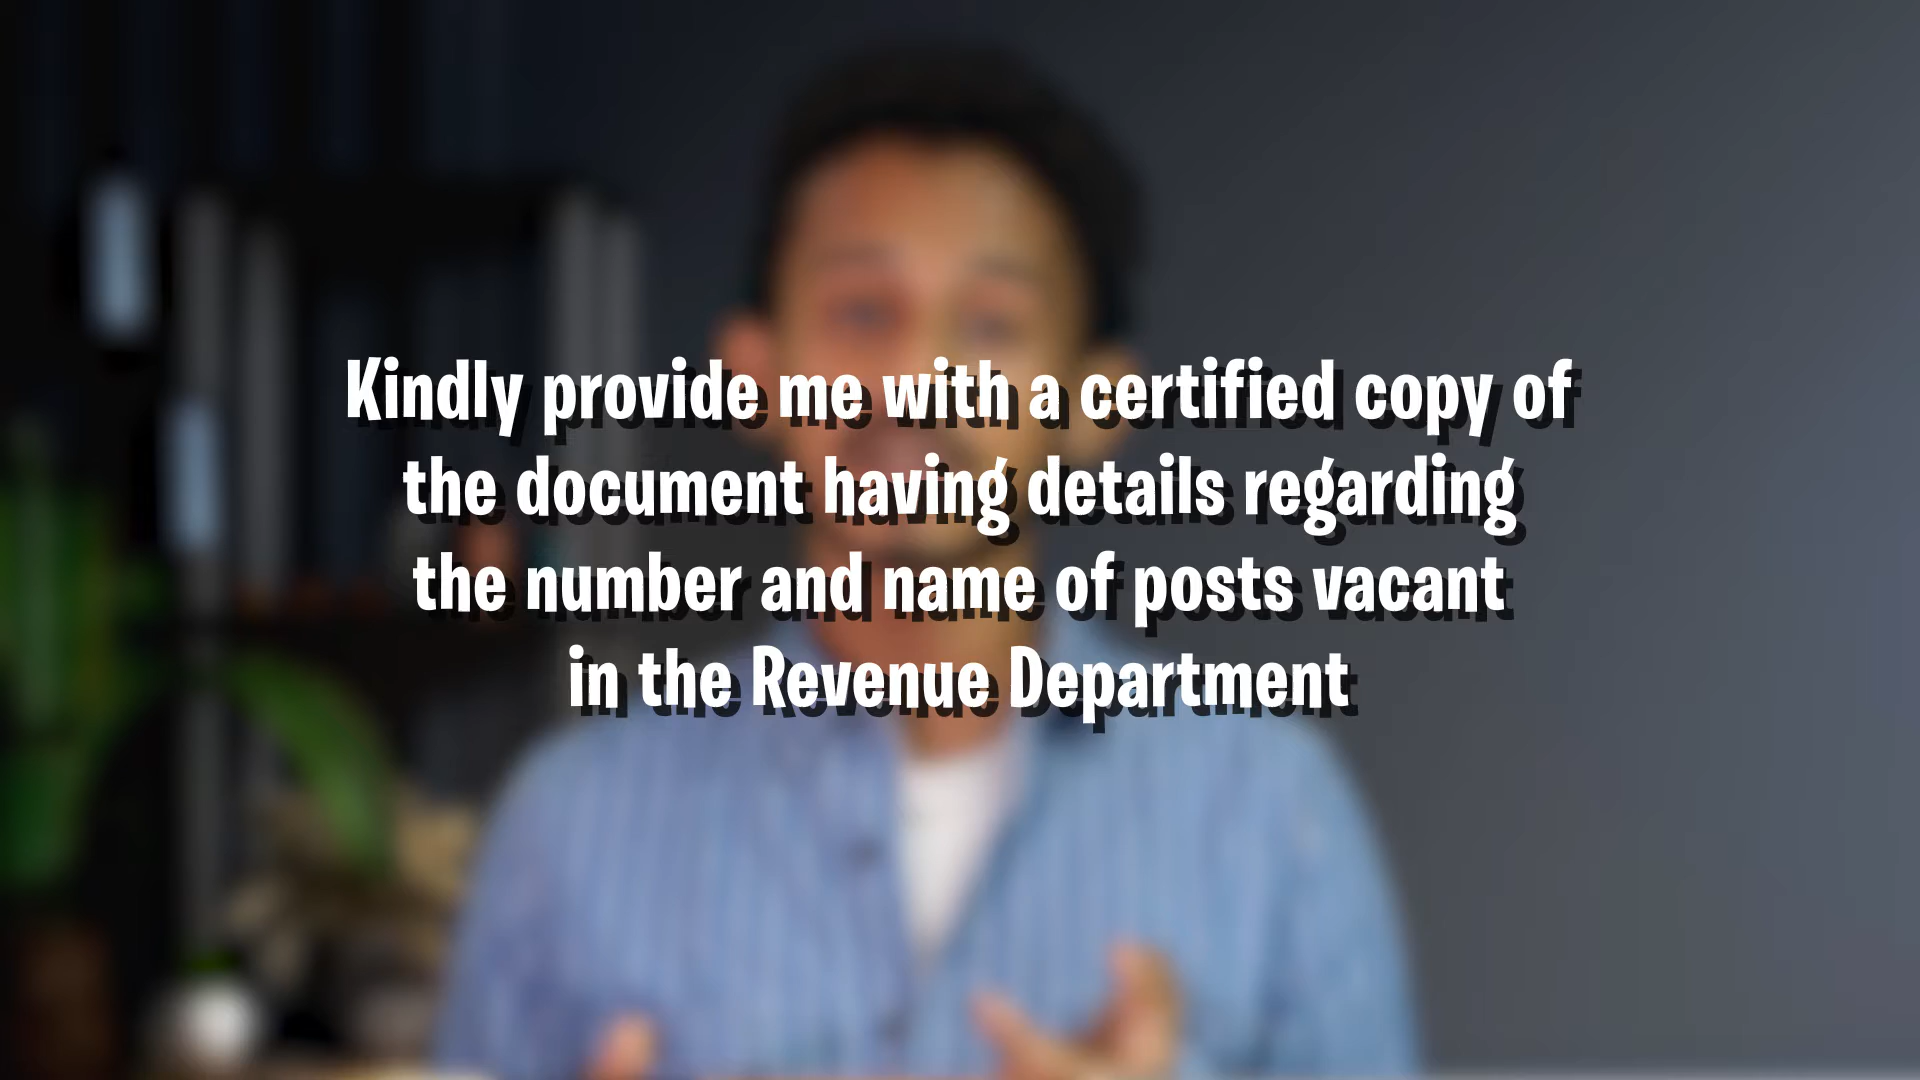 Kindly provide me with a certified copy of
the document having details regarding
the number and name of posts vacant
in the Revenue Department